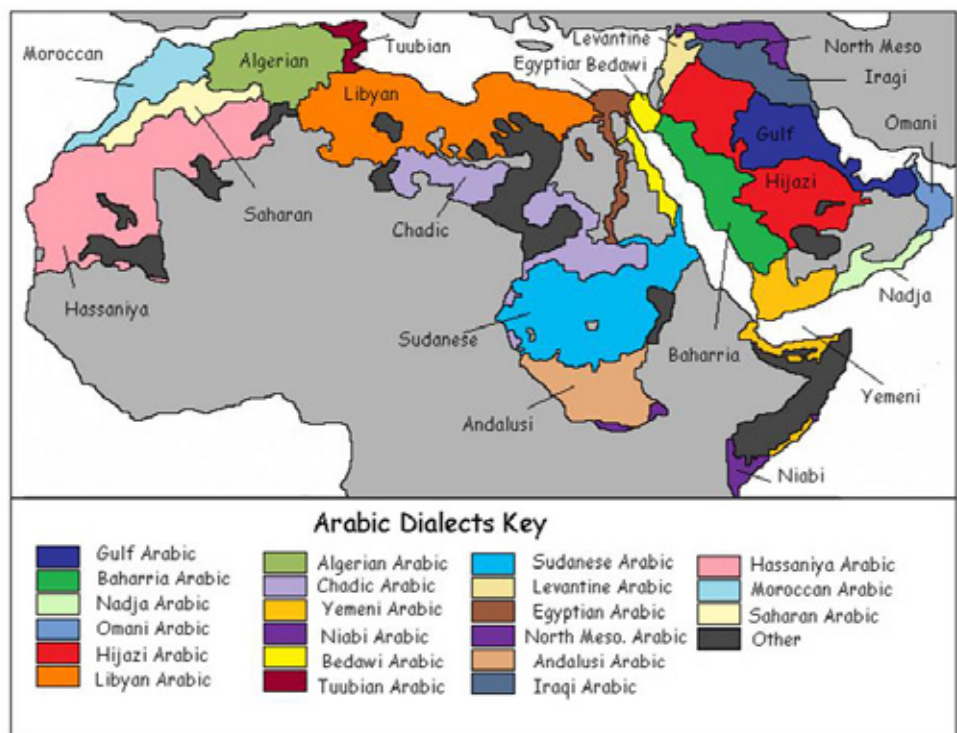 Levantine
Moroccan
Tuubian
North Meso
Algerian
Egyptiar
Bedawi
Iragi
Libyan
Omani
Gulf
Hijazi
Saharan
Chadic
Nadja
Hassaniya
Sudanese
Baharria
Yemeni
Andalusi
Niabi
Arabic Dialects Key
Gulf Arabic
Baharria Arabic
Nadja Arabic
Omani Arabic
Hijazi Arabic
Libyan Arabic
Algerian Arabic
Chadic Arabic
Yemeni Arabic
Niabi Arabic
Bedawi Arabic
Tuubian Arabic
Sudanese Arabic
Levantine Arabic
Egyptian Arabic
North Meso. Arabic
Andalusi Arabic
Iraqi Arabic
Hassaniya Arabic
Moroccan Arabic
Saharan Arabic
Other